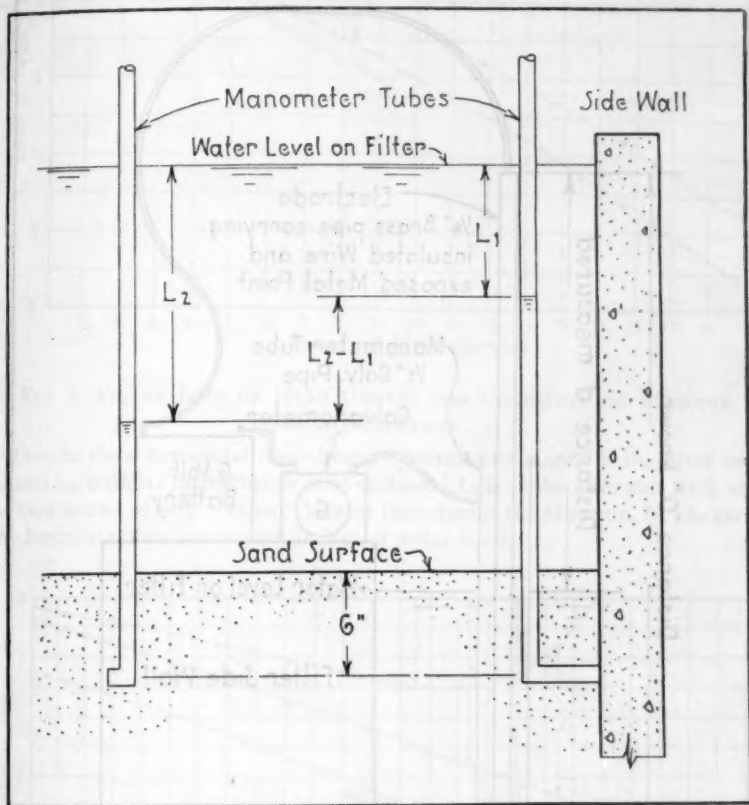 Manometer Tubes
Side Wall
Water Level on Filter
L1
L2
L2-L1
Sand Surface
6"